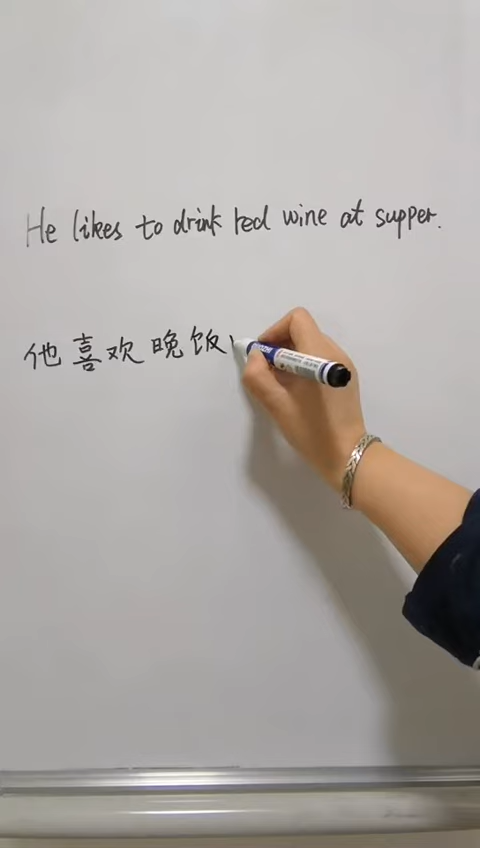 He likes to drink red wine at supper.
他喜欢晚饭